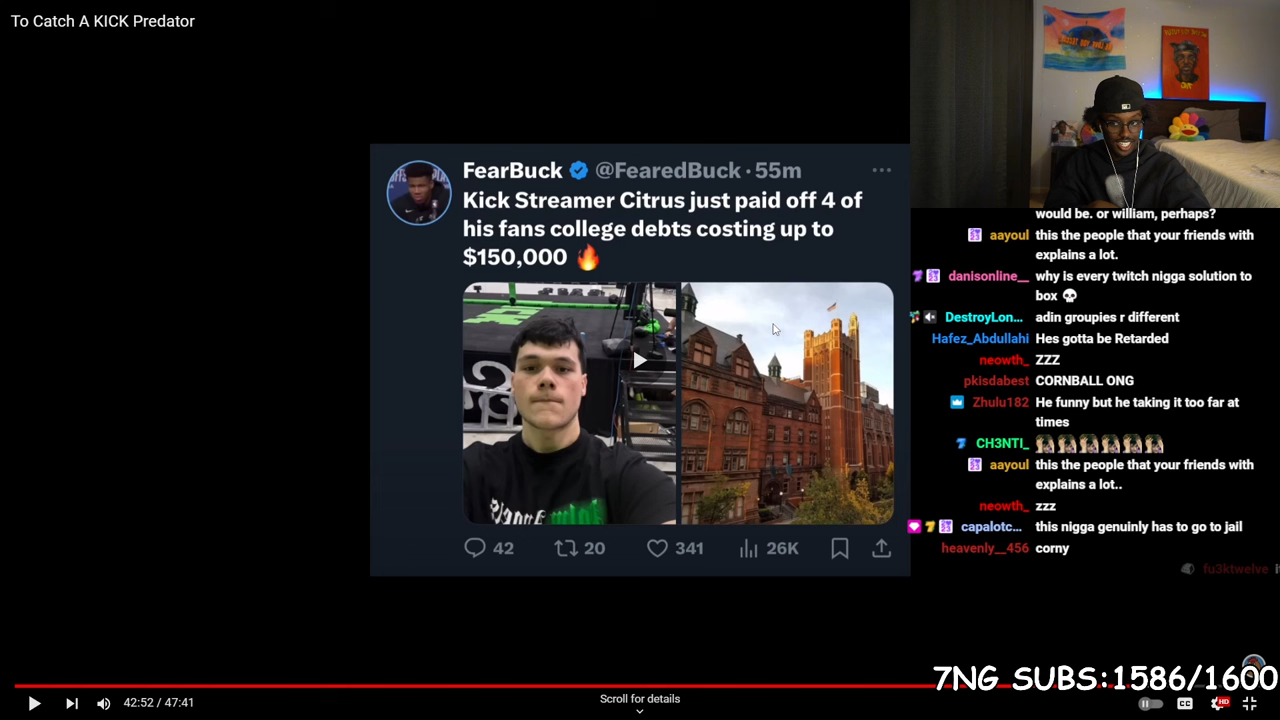 To Catch A KICK Predator
FearBuck @FearedBuck · 55m
Kick Streamer Citrus just paid off 4 of
his fans college debts costing up to
$150,000 🔥
42 20 341 26K
would be. or william, perhaps?
aayoul this the people that your friends with
explains a lot.
danisonline__ why is every twitch nigga solution to
box 💀
DestroyLon... adin groupies r different
Hafez_Abdullahi Hes gotta be Retarded
neowth_ ZZZ
pkisdabest CORNBALL ONG
Zhulu182 He funny but he taking it too far at
times
CH3NTI_
aayoul this the people that your friends with
explains a lot..
neowth_ zzz
capalotc... this nigga genuinly has to go to jail
heavenly__456 corny
fu3ktwelve
7NG SUBS:1586/1600
42:52 / 47:41
Scroll for details
CC
HD